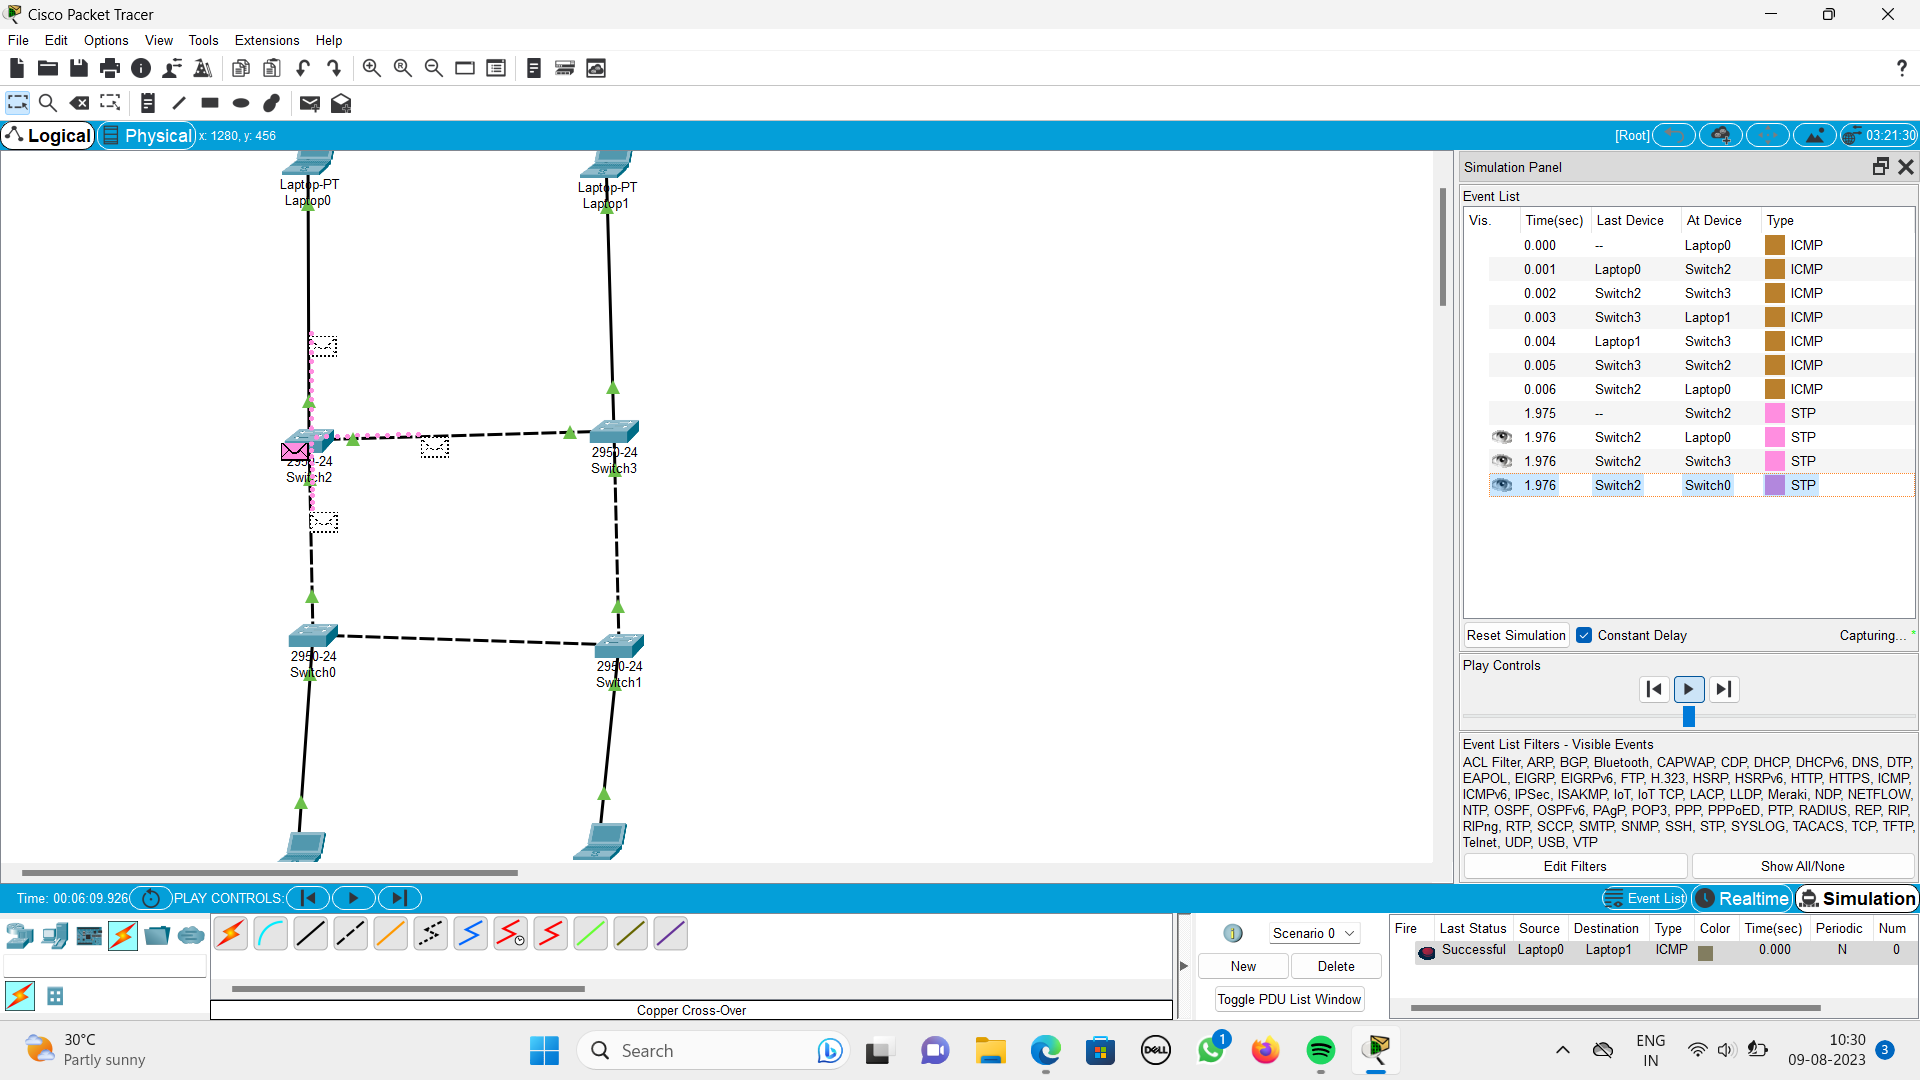 Cisco Packet Tracer
File Edit Options View Tools Extensions Help
Logical Physical x: 1280, y: 456 [Root] 03:21:30
Laptop-PT
Laptop0
Laptop-PT
Laptop1
2950-24
Switch2
2950-24
Switch3
2950-24
Switch0
2950-24
Switch1
Simulation Panel
Event List
Vis. Time(sec) Last Device At Device Type
0.000 -- Laptop0 ICMP
0.001 Laptop0 Switch2 ICMP
0.002 Switch2 Switch3 ICMP
0.003 Switch3 Laptop1 ICMP
0.004 Laptop1 Switch3 ICMP
0.005 Switch3 Switch2 ICMP
0.006 Switch2 Laptop0 ICMP
1.975 -- Switch2 STP
1.976 Switch2 Laptop0 STP
1.976 Switch2 Switch3 STP
1.976 Switch2 Switch0 STP
Reset Simulation Constant Delay Capturing...
Play Controls
Event List Filters - Visible Events
ACL Filter, ARP, BGP, Bluetooth, CAPWAP, CDP, DHCP, DHCPv6, DNS, DTP,
EAPOL, EIGRP, EIGRPv6, FTP, H.323, HSRP, HSRPv6, HTTP, HTTPS, ICMP,
ICMPv6, IPSec, ISAKMP, IoT, IoT TCP, LACP, LLDP, Meraki, NDP, NETFLOW,
NTP, OSPF, OSPFv6, PAgP, POP3, PPP, PPPoED, PTP, RADIUS, REP, RIP,
RIPng, RTP, SCCP, SMTP, SNMP, SSH, STP, SYSLOG, TACACS, TCP, TFTP,
Telnet, UDP, USB, VTP
Edit Filters Show All/None
Time: 00:06:09.926 PLAY CONTROLS: Event List Realtime Simulation
Scenario 0
New Delete
Toggle PDU List Window
Fire Last Status Source Destination Type Color Time(sec) Periodic Num
Successful Laptop0 Laptop1 ICMP 0.000 N 0
Copper Cross-Over
30°C
Partly sunny
Search
DELL
1
ENG
IN
10:30
09-08-2023
3